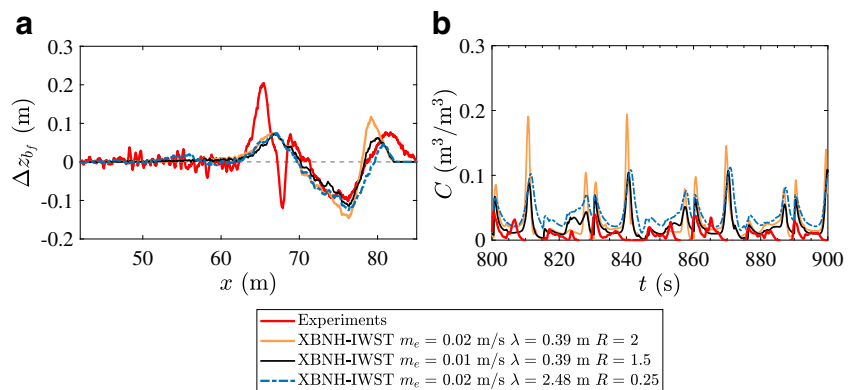 a
b
0.3
0.2
0.1
0
-0.1
-0.2
Δz_{b_f} (m)
50 60 70 80
x (m)
0.3
0.2
0.1
0
C (m³/m³)
800 820 840 860 880 900
t (s)
Experiments
XBNH-IWST m_e = 0.02 m/s λ = 0.39 m R = 2
XBNH-IWST m_e = 0.01 m/s λ = 0.39 m R = 1.5
XBNH-IWST m_e = 0.02 m/s λ = 2.48 m R = 0.25